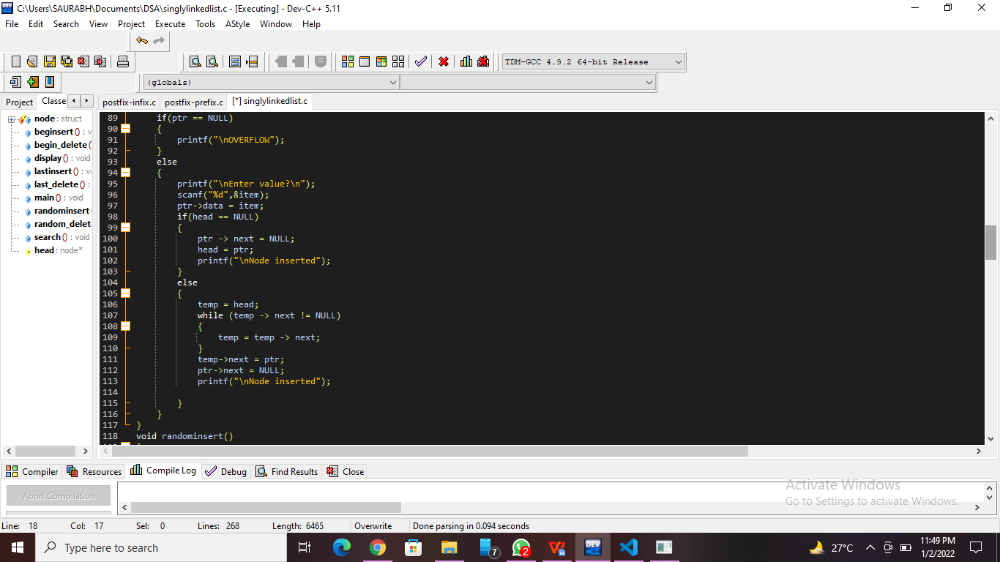 C:\Users\SAURABH\Documents\DSA\singlylinkedlist.c - [Executing] - Dev-C++ 5.11
File Edit Search View Project Execute Tools AStyle Window Help
TDM-GCC 4.9.2 64-bit Release
(globals)
Project Classe
postfix-infix.c postfix-prefix.c [*] singlylinkedlist.c
node : struct
beginsert () : v
begin_delete (
display () : void
lastinsert () : v
last_delete () :
main () : void
randominsert
random_delet
search () : void
head : node*
89 if(ptr == NULL)
90 {
91 printf("\nOVERFLOW");
92 }
93 else
94 {
95 printf("\nEnter value?\n");
96 scanf("%d",&item);
97 ptr->data = item;
98 if(head == NULL)
99 {
100 ptr -> next = NULL;
101 head = ptr;
102 printf("\nNode inserted");
103 }
104 else
105 {
106 temp = head;
107 while (temp -> next != NULL)
108 {
109 temp = temp -> next;
110 }
111 temp->next = ptr;
112 ptr->next = NULL;
113 printf("\nNode inserted");
114
115 }
116 }
117 }
118 void randominsert()
Compiler Resources Compile Log Debug Find Results Close
Abort Compilation
Activate Windows
Go to Settings to activate Windows.
Line: 18 Col: 17 Sel: 0 Lines: 268 Length: 6465 Overwrite Done parsing in 0.094 seconds
Type here to search
7
2
DEV
27°C
11:49 PM
1/2/2022